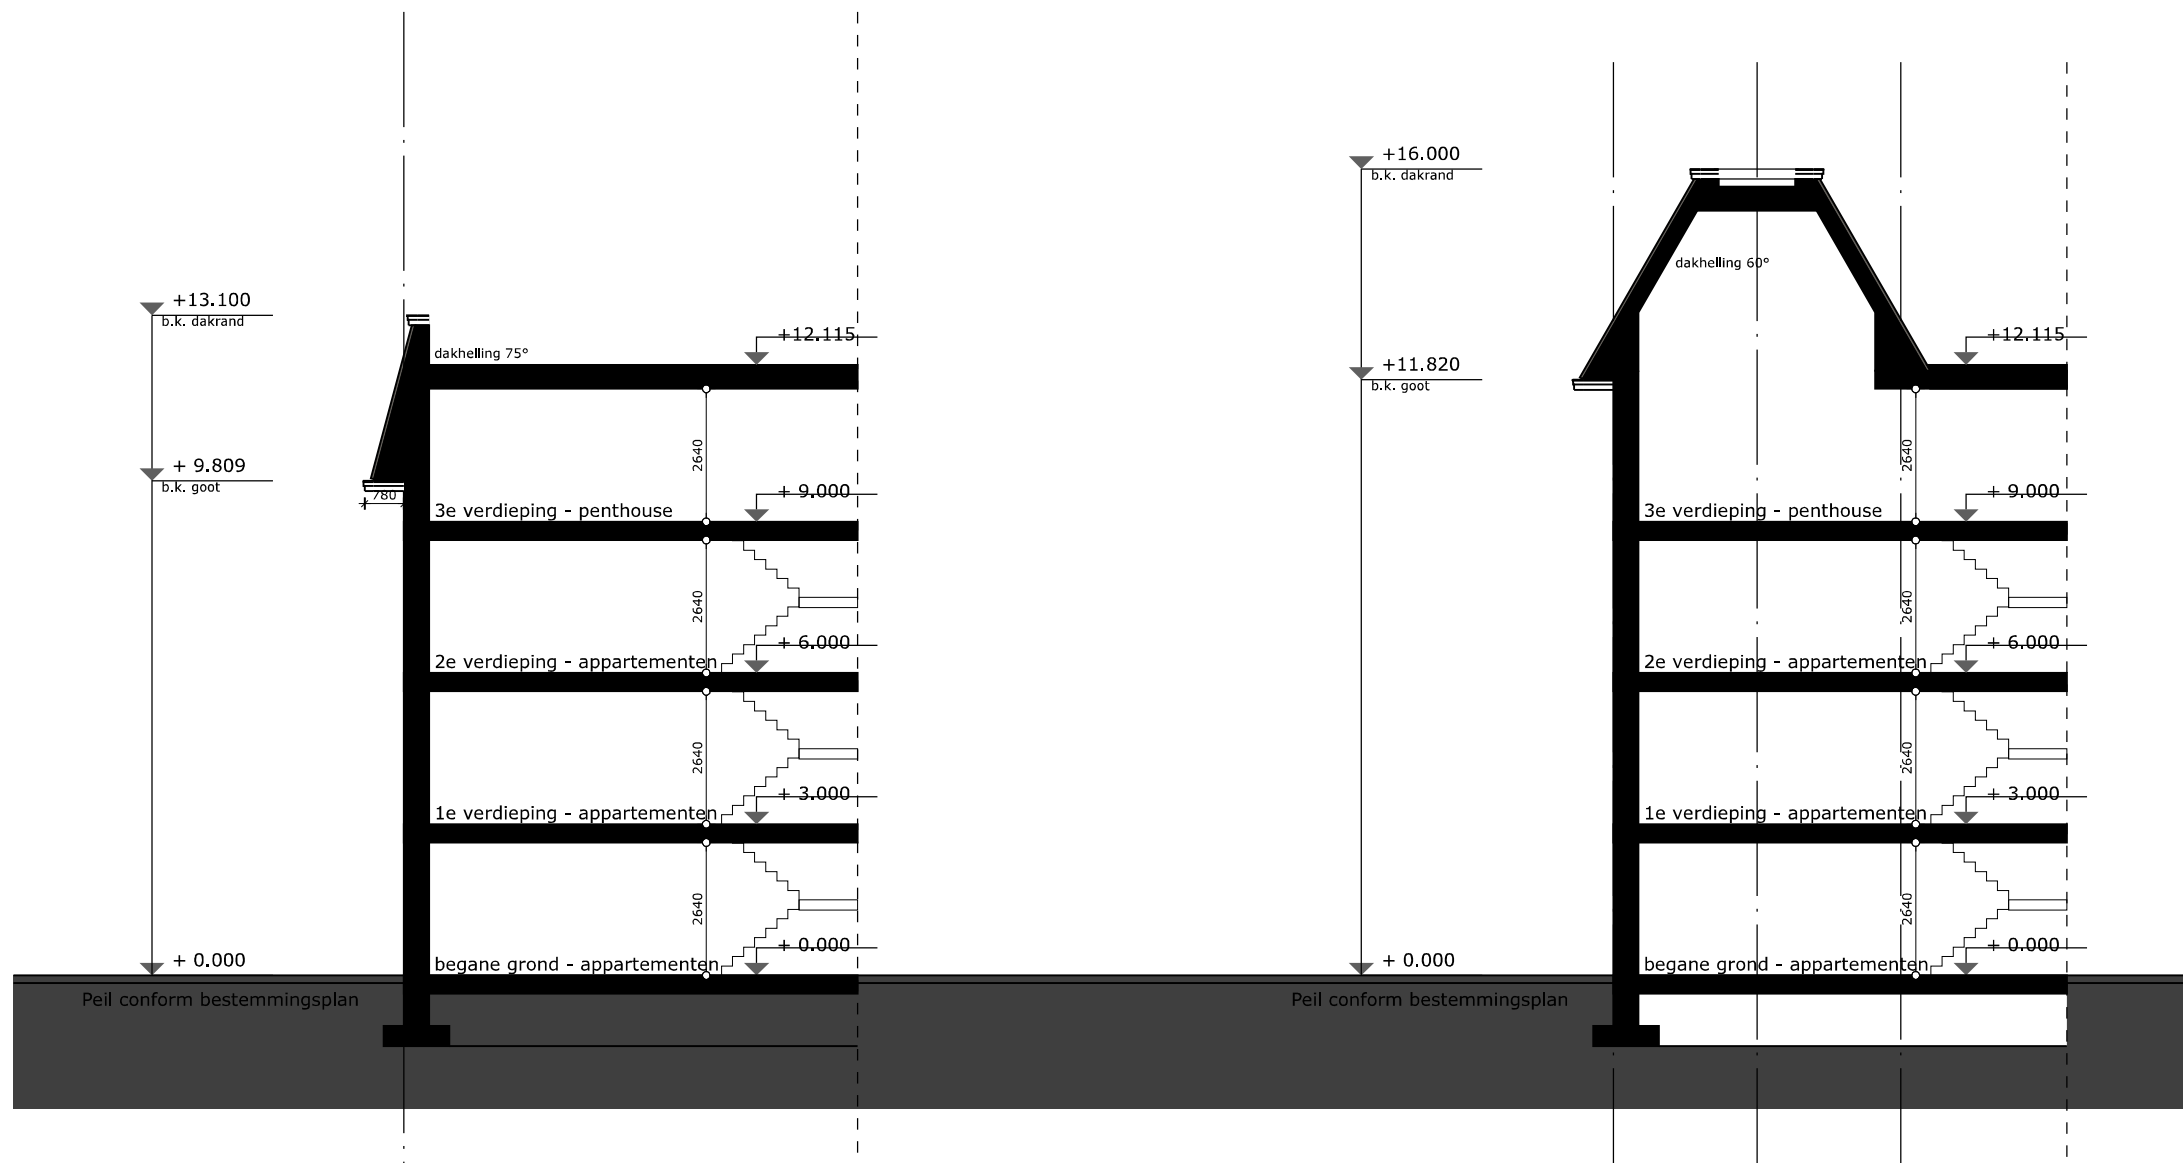 +13.100
b.k. dakrand
dakhelling 75°
+12.115
+ 9.809
b.k. goot
780
2640
+ 9.000
3e verdieping - penthouse
2640
+ 6.000
2e verdieping - appartementen
2640
+ 3.000
1e verdieping - appartementen
2640
+ 0.000
+ 0.000
begane grond - appartementen
Peil conform bestemmingsplan
+16.000
b.k. dakrand
dakhelling 60°
+12.115
+11.820
b.k. goot
2640
+ 9.000
3e verdieping - penthouse
2640
+ 6.000
2e verdieping - appartementen
2640
+ 3.000
1e verdieping - appartementen
2640
+ 0.000
+ 0.000
begane grond - appartementen
Peil conform bestemmingsplan